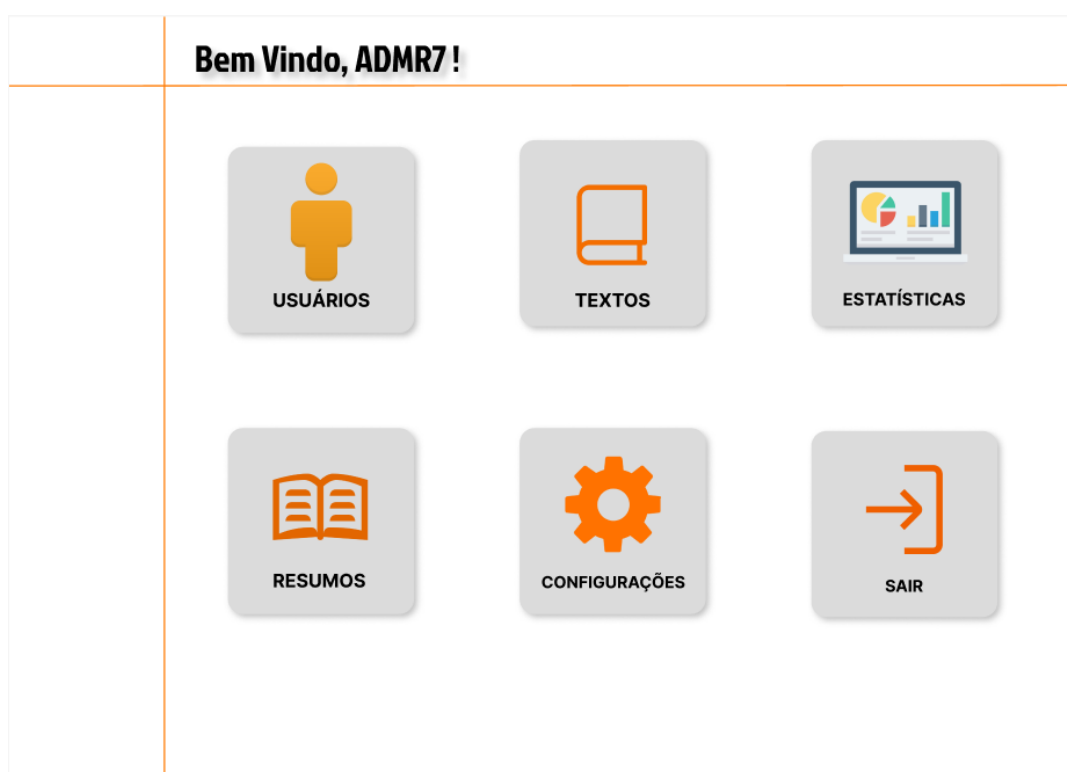 Bem Vindo, ADMR7 !
USUÁRIOS
TEXTOS
ESTATÍSTICAS
RESUMOS
CONFIGURAÇÕES
SAIR